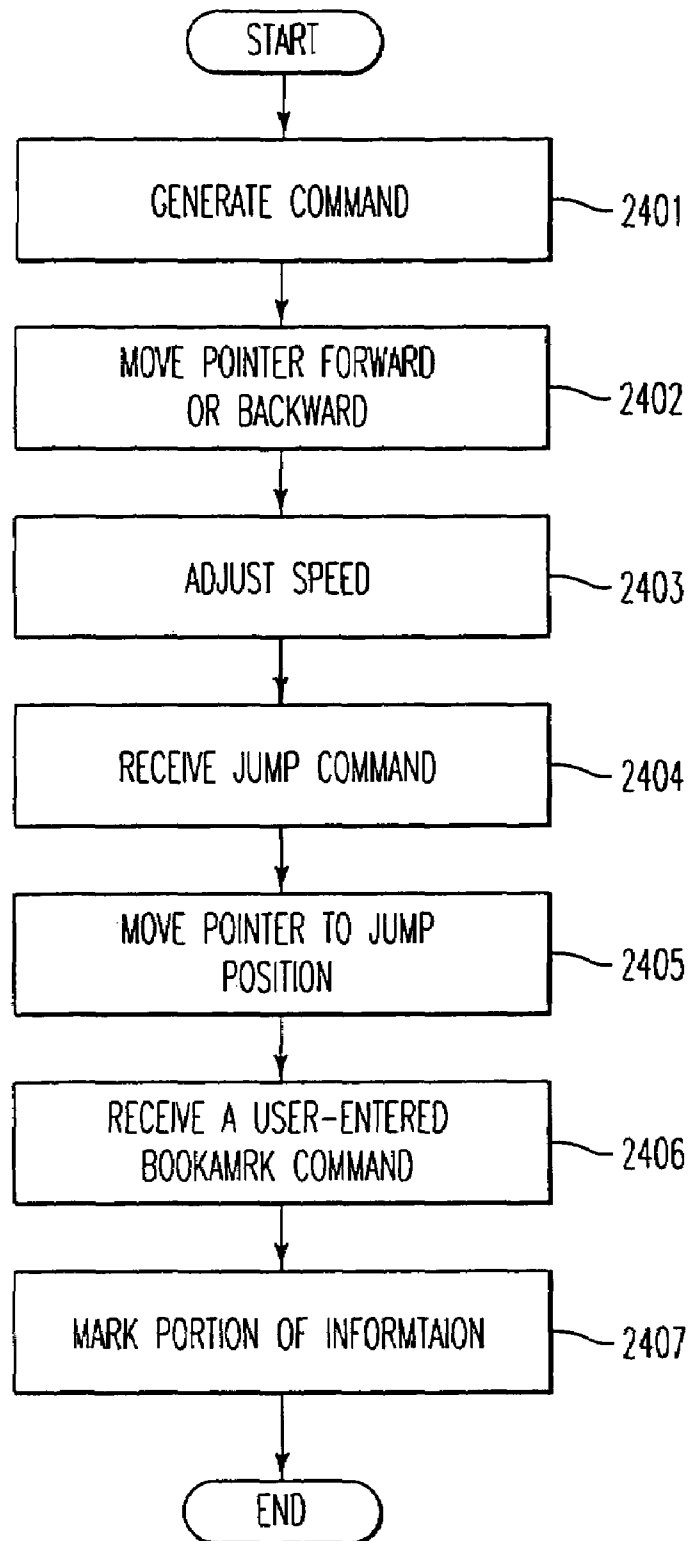 START
GENERATE COMMAND
2401
MOVE POINTER FORWARD
OR BACKWARD
2402
ADJUST SPEED
2403
RECEIVE JUMP COMMAND
2404
MOVE POINTER TO JUMP
POSITION
2405
RECEIVE A USER-ENTERED
BOOKAMRK COMMAND
2406
MARK PORTION OF INFORMTAION
2407
END